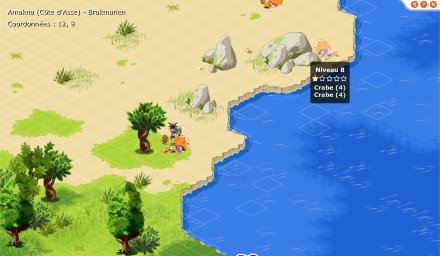 Amakna (Côte d'Asse) - Brakmarien
Coordonnées : 12, 9
Niveau 8
Crabe (4)
Crabe (4)